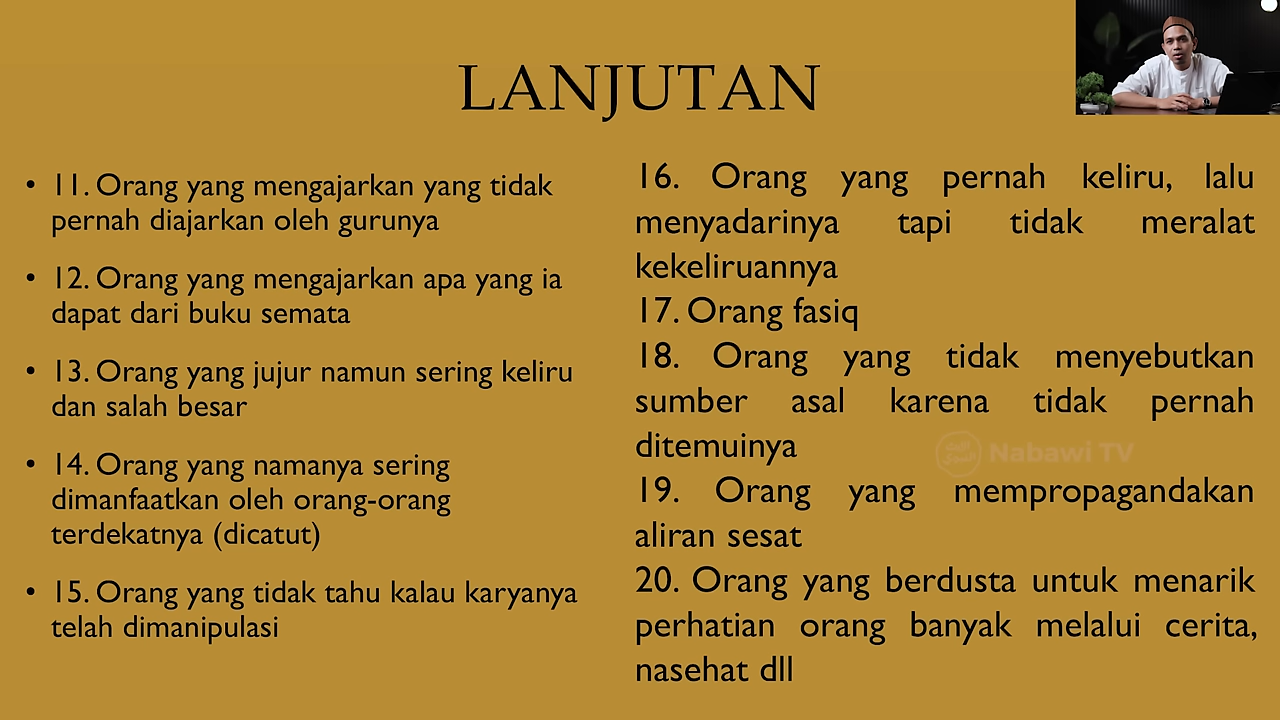 LANJUTAN
• 11. Orang yang mengajarkan yang tidak
pernah diajarkan oleh gurunya
• 12. Orang yang mengajarkan apa yang ia
dapat dari buku semata
• 13. Orang yang jujur namun sering keliru
dan salah besar
• 14. Orang yang namanya sering
dimanfaatkan oleh orang-orang
terdekatnya (dicatut)
• 15. Orang yang tidak tahu kalau karyanya
telah dimanipulasi
16. Orang yang pernah keliru, lalu
menyadarinya tapi tidak meralat
kekeliruannya
17. Orang fasiq
18. Orang yang tidak menyebutkan
sumber asal karena tidak pernah
ditemuinya
19. Orang yang mempropagandakan
aliran sesat
20. Orang yang berdusta untuk menarik
perhatian orang banyak melalui cerita,
nasehat dll
Nabawi TV